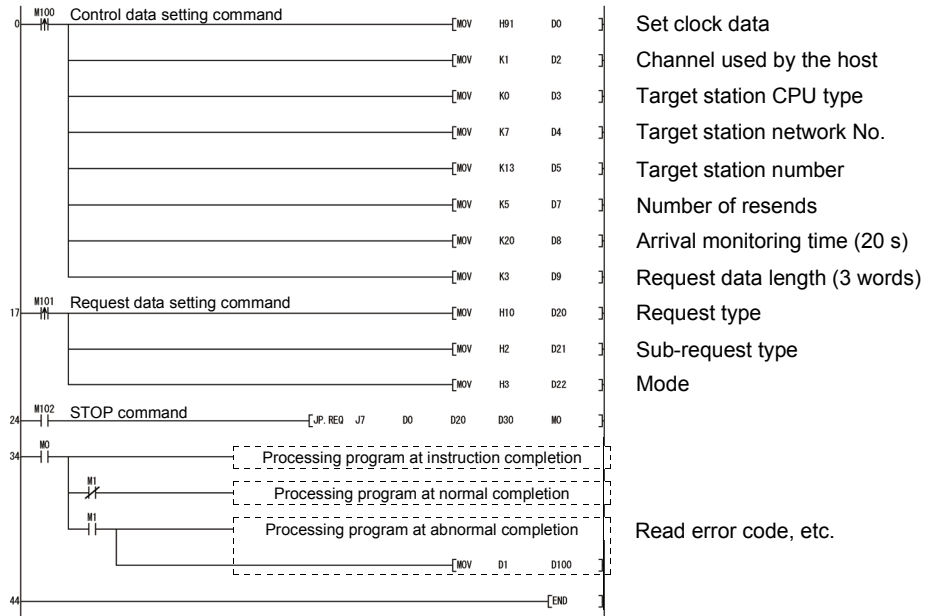 M100 Control data setting command
0 [MOV H91 D0 ] Set clock data
[MOV K1 D2 ] Channel used by the host
[MOV K0 D3 ] Target station CPU type
[MOV K7 D4 ] Target station network No.
[MOV K13 D5 ] Target station number
[MOV K5 D7 ] Number of resends
[MOV K20 D8 ] Arrival monitoring time (20 s)
[MOV K3 D9 ] Request data length (3 words)
M101 Request data setting command
17 [MOV H10 D20 ] Request type
[MOV H2 D21 ] Sub-request type
[MOV H3 D22 ] Mode
M102 STOP command
24 [JP.REQ J7 D0 D20 D30 M0 ]
M0
34 Processing program at instruction completion
M1
Processing program at normal completion
M1
Processing program at abnormal completion Read error code, etc.
[MOV D1 D100 ]
44 [END ]